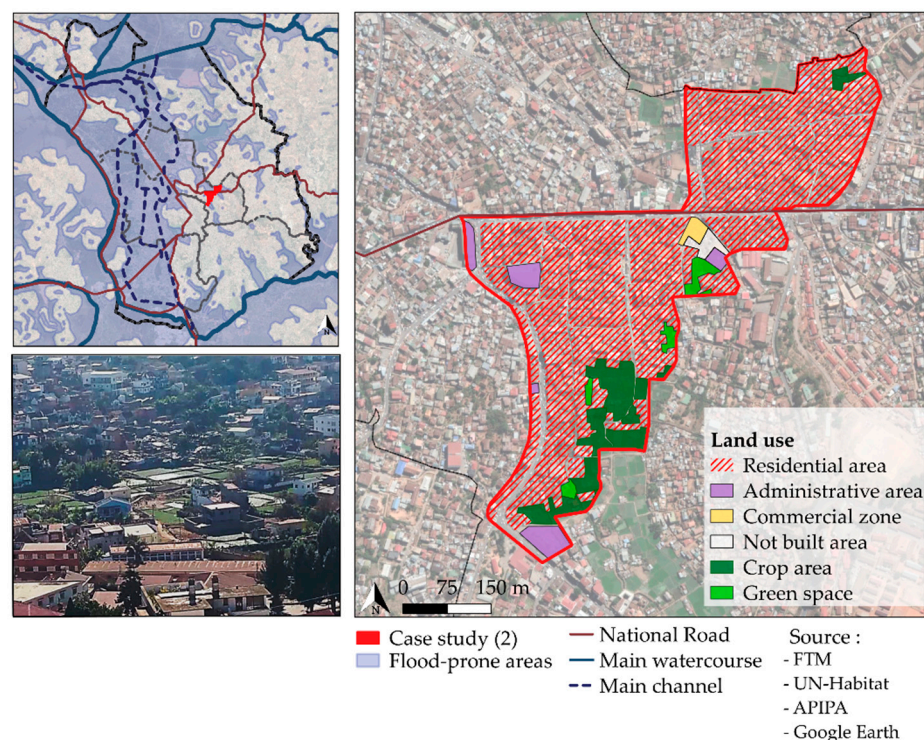 N
Land use
Residential area
Administrative area
Commercial zone
Not built area
Crop area
Green space
N
0 75 150 m
Case study (2)
Flood-prone areas
National Road
Main watercourse
Main channel
Source :
- FTM
- UN-Habitat
- APIPA
- Google Earth